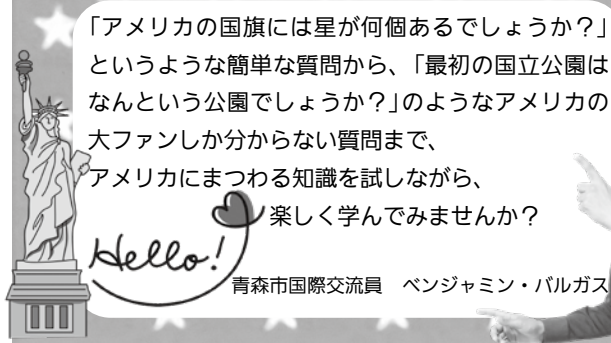 「アメリカの国旗には星が何個あるでしょうか？」
というような簡単な質問から、「最初の国立公園は
なんという公園でしょうか？」のようなアメリカの
大ファンしか分からない質問まで、
アメリカにまつわる知識を試しながら、
楽しく学んでみませんか？
Hello!
青森市国際交流員　ベンジャミン・バルガス